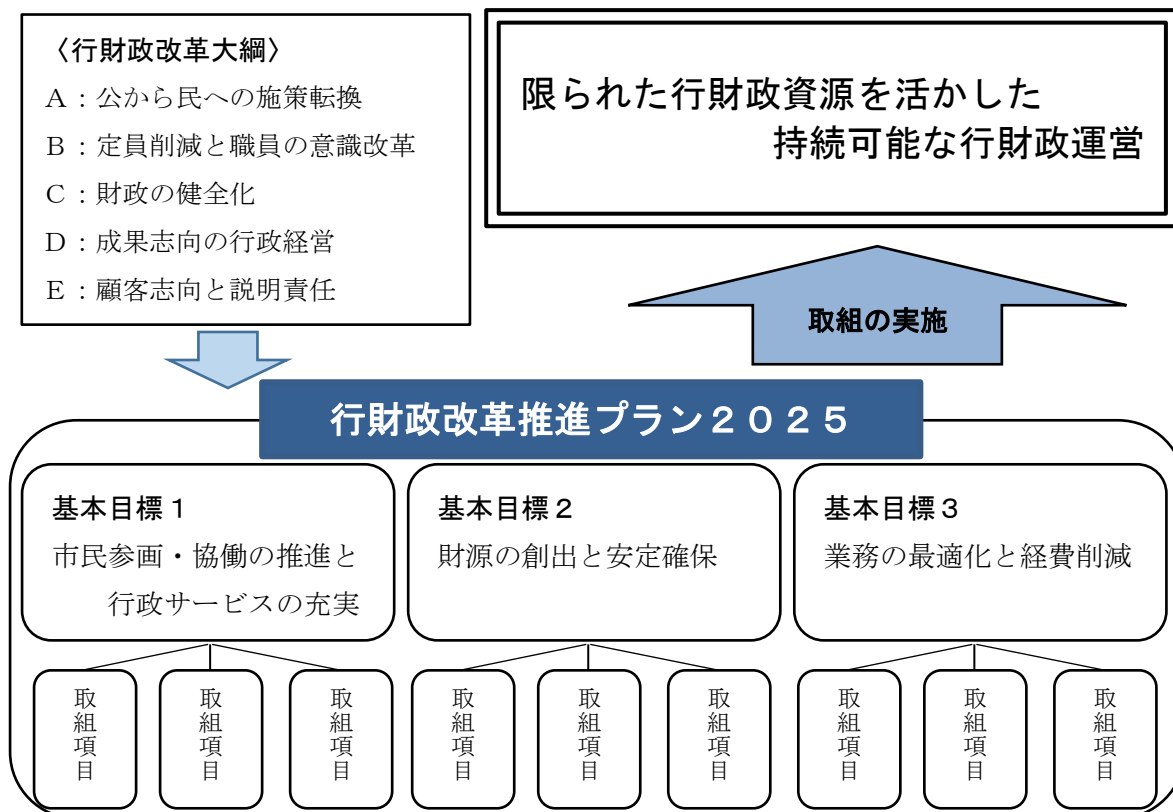 〈行財政改革大綱〉
A：公から民への施策転換
B：定員削減と職員の意識改革
C：財政の健全化
D：成果志向の行政経営
E：顧客志向と説明責任
限られた行財政資源を活かした
持続可能な行財政運営
取組の実施
行財政改革推進プラン２０２５
基本目標１
市民参画・協働の推進と
行政サービスの充実
基本目標２
財源の創出と安定確保
基本目標３
業務の最適化と経費削減
取組項目
取組項目
取組項目
取組項目
取組項目
取組項目
取組項目
取組項目
取組項目